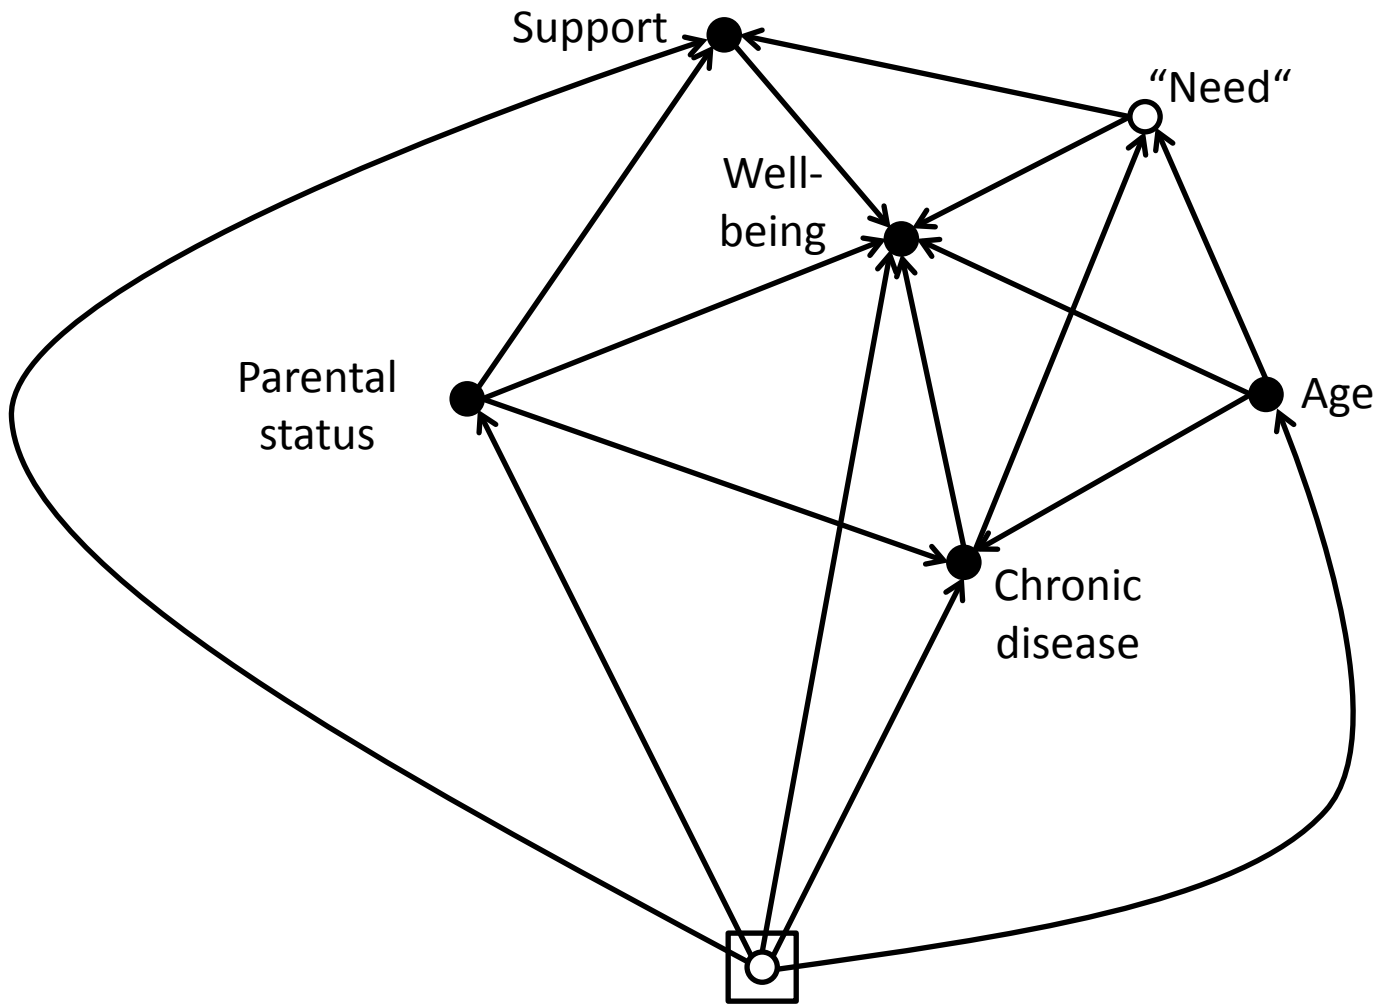 Support
“Need“
Well-
being
Parental
status
Age
Chronic
disease